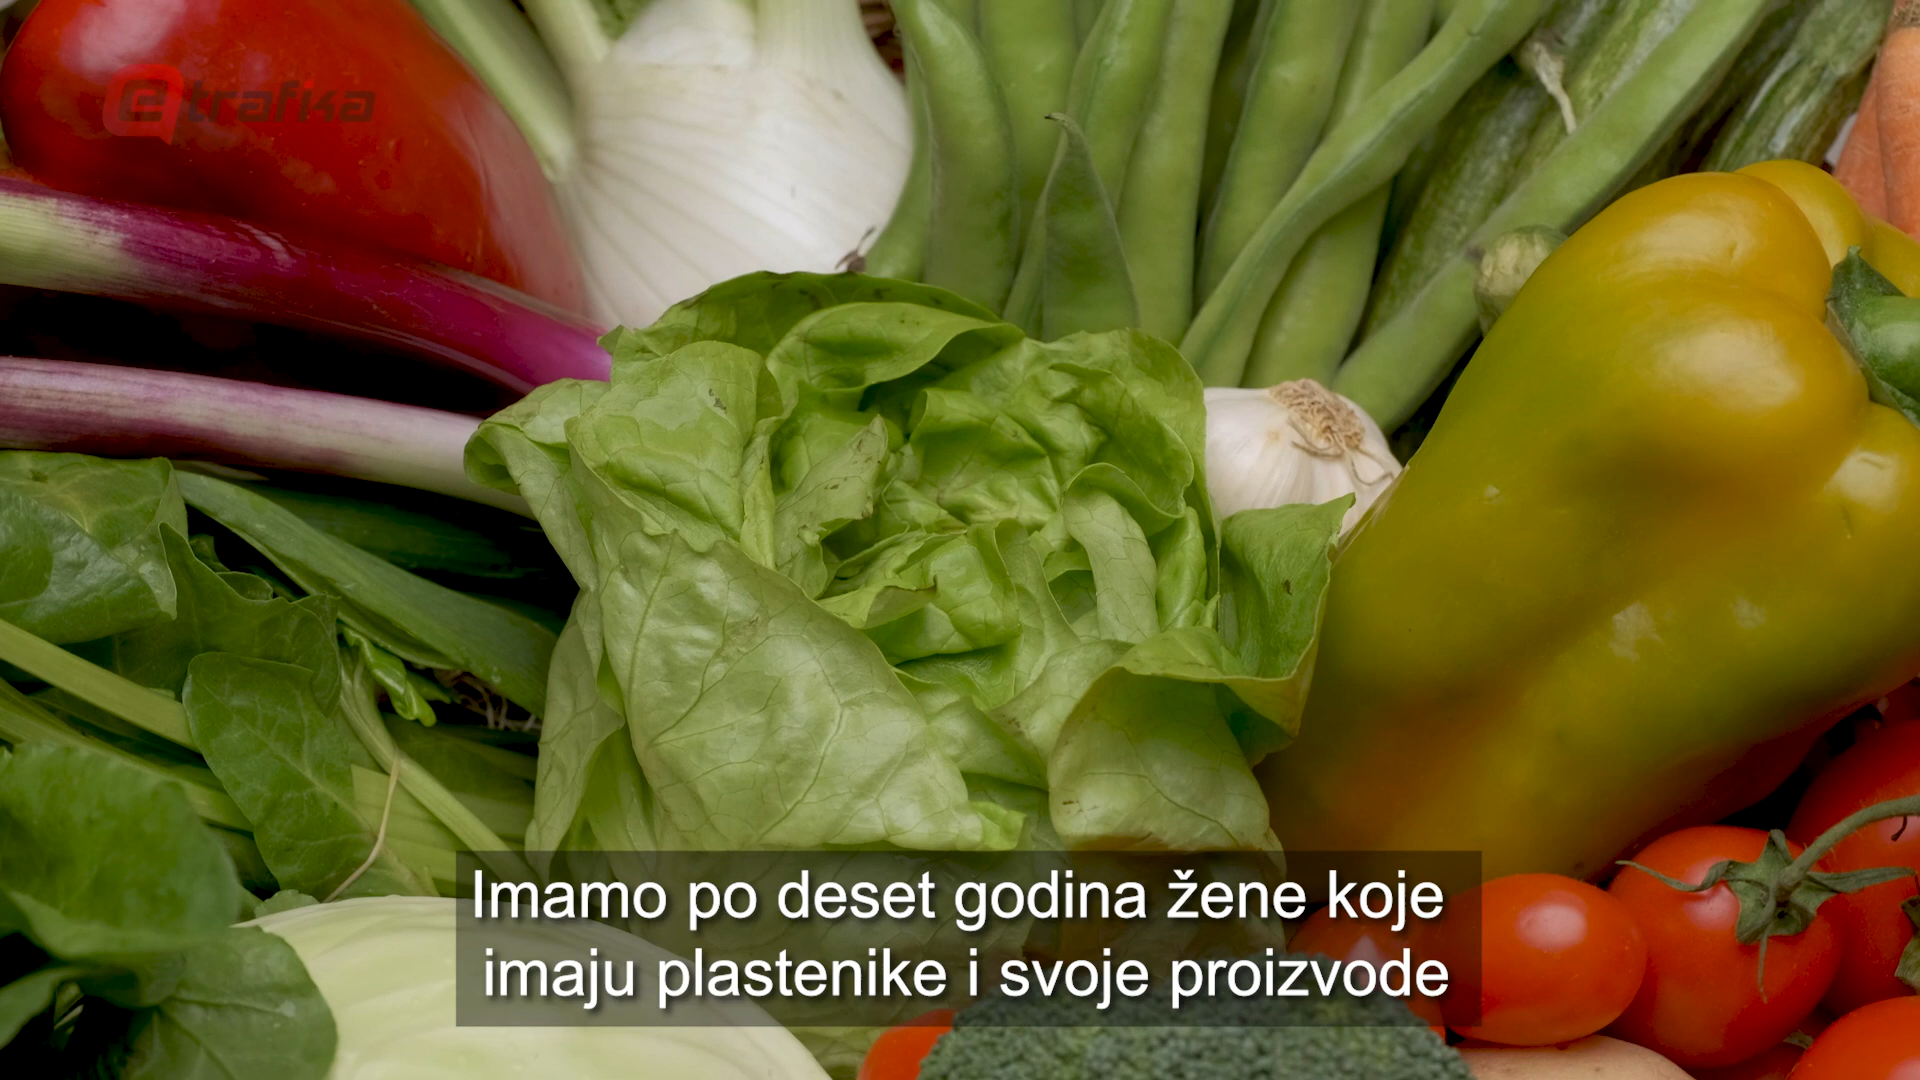 etrafika
Imamo po deset godina žene koje
imaju plastenike i svoje proizvode